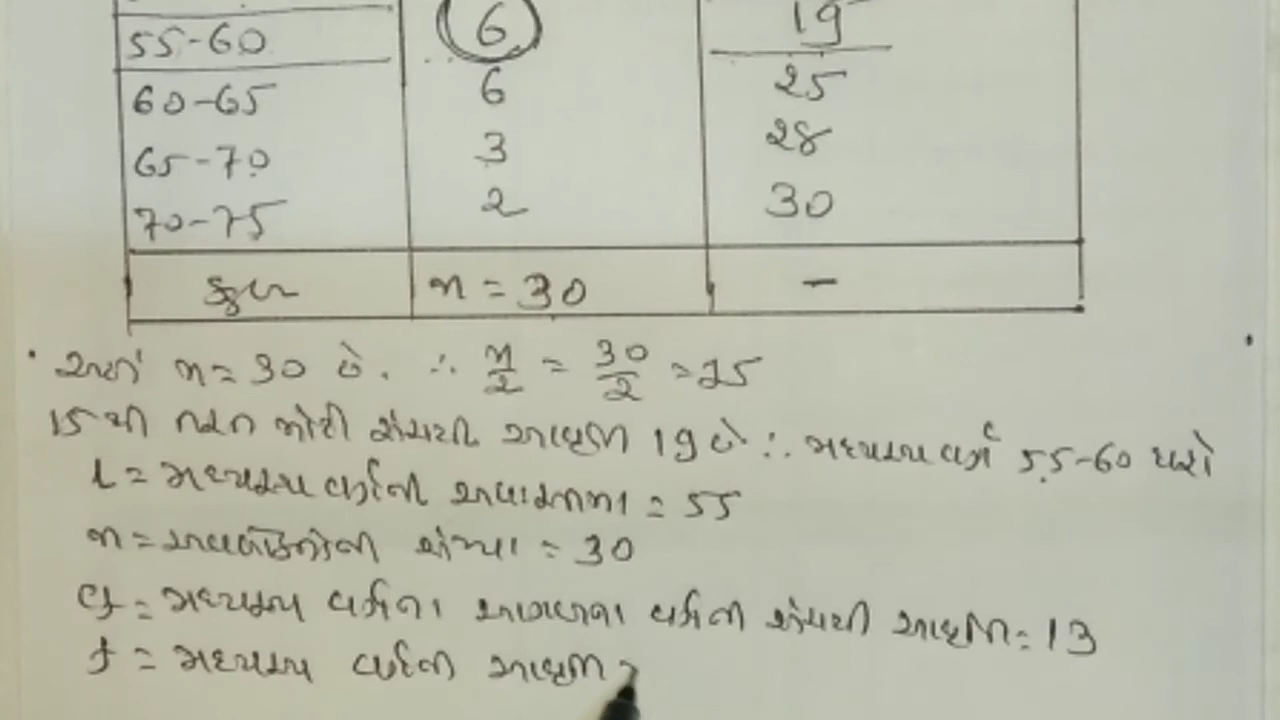 55-60 6 19
60-65 6 25
65-70 3 28
70-75 2 30
કુલ n = 30 -
અહીં n = 30 છે. ∴ n/2 = 30/2 = 15
15 થી તરત મોટી સંચયી આવૃત્તિ 19 છે ∴ મધ્યસ્થ વર્ગ 55-60 થશે
l = મધ્યસ્થ વર્ગની અધઃસીમા = 55
n = અવલોકનોની સંખ્યા = 30
cf = મધ્યસ્થ વર્ગના આગળના વર્ગની સંચયી આવૃત્તિ = 13
f = મધ્યસ્થ વર્ગની આવૃત્તિ =